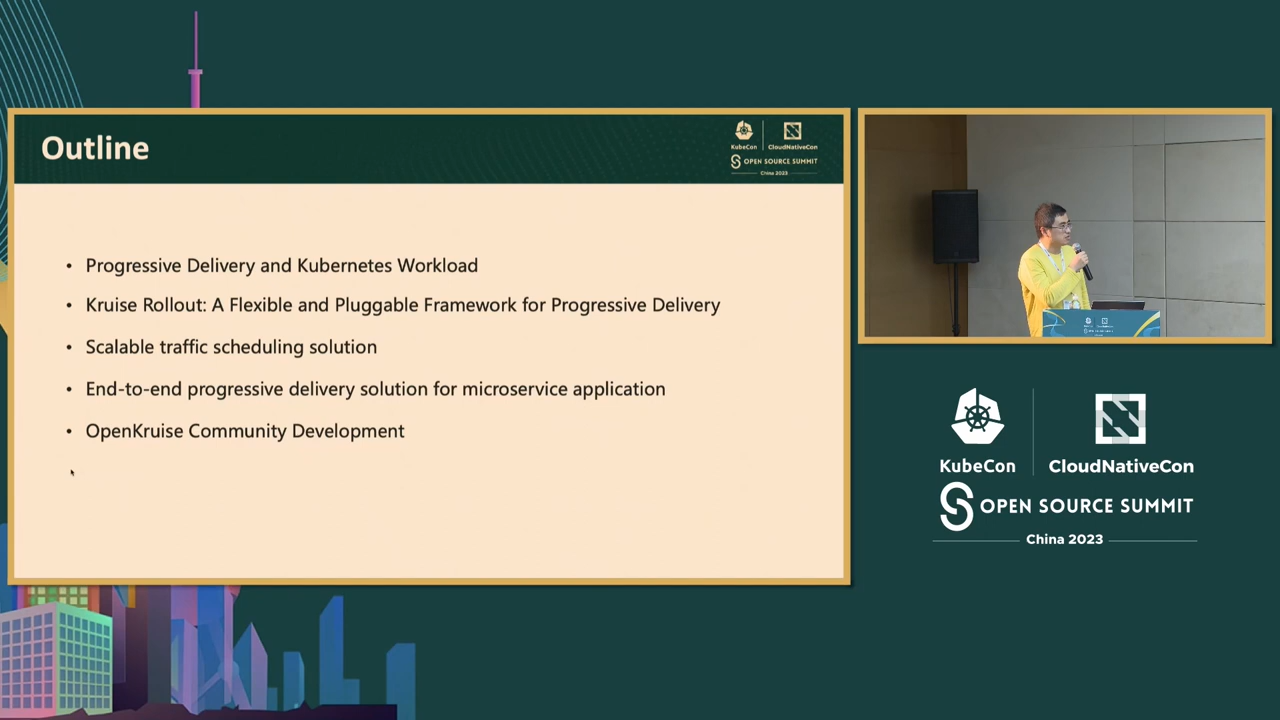 Outline
KubeCon
CloudNativeCon
OPEN SOURCE SUMMIT
China 2023
• Progressive Delivery and Kubernetes Workload
• Kruise Rollout: A Flexible and Pluggable Framework for Progressive Delivery
• Scalable traffic scheduling solution
• End-to-end progressive delivery solution for microservice application
• OpenKruise Community Development
KubeCon
CloudNativeCon
OPEN SOURCE SUMMIT
China 2023